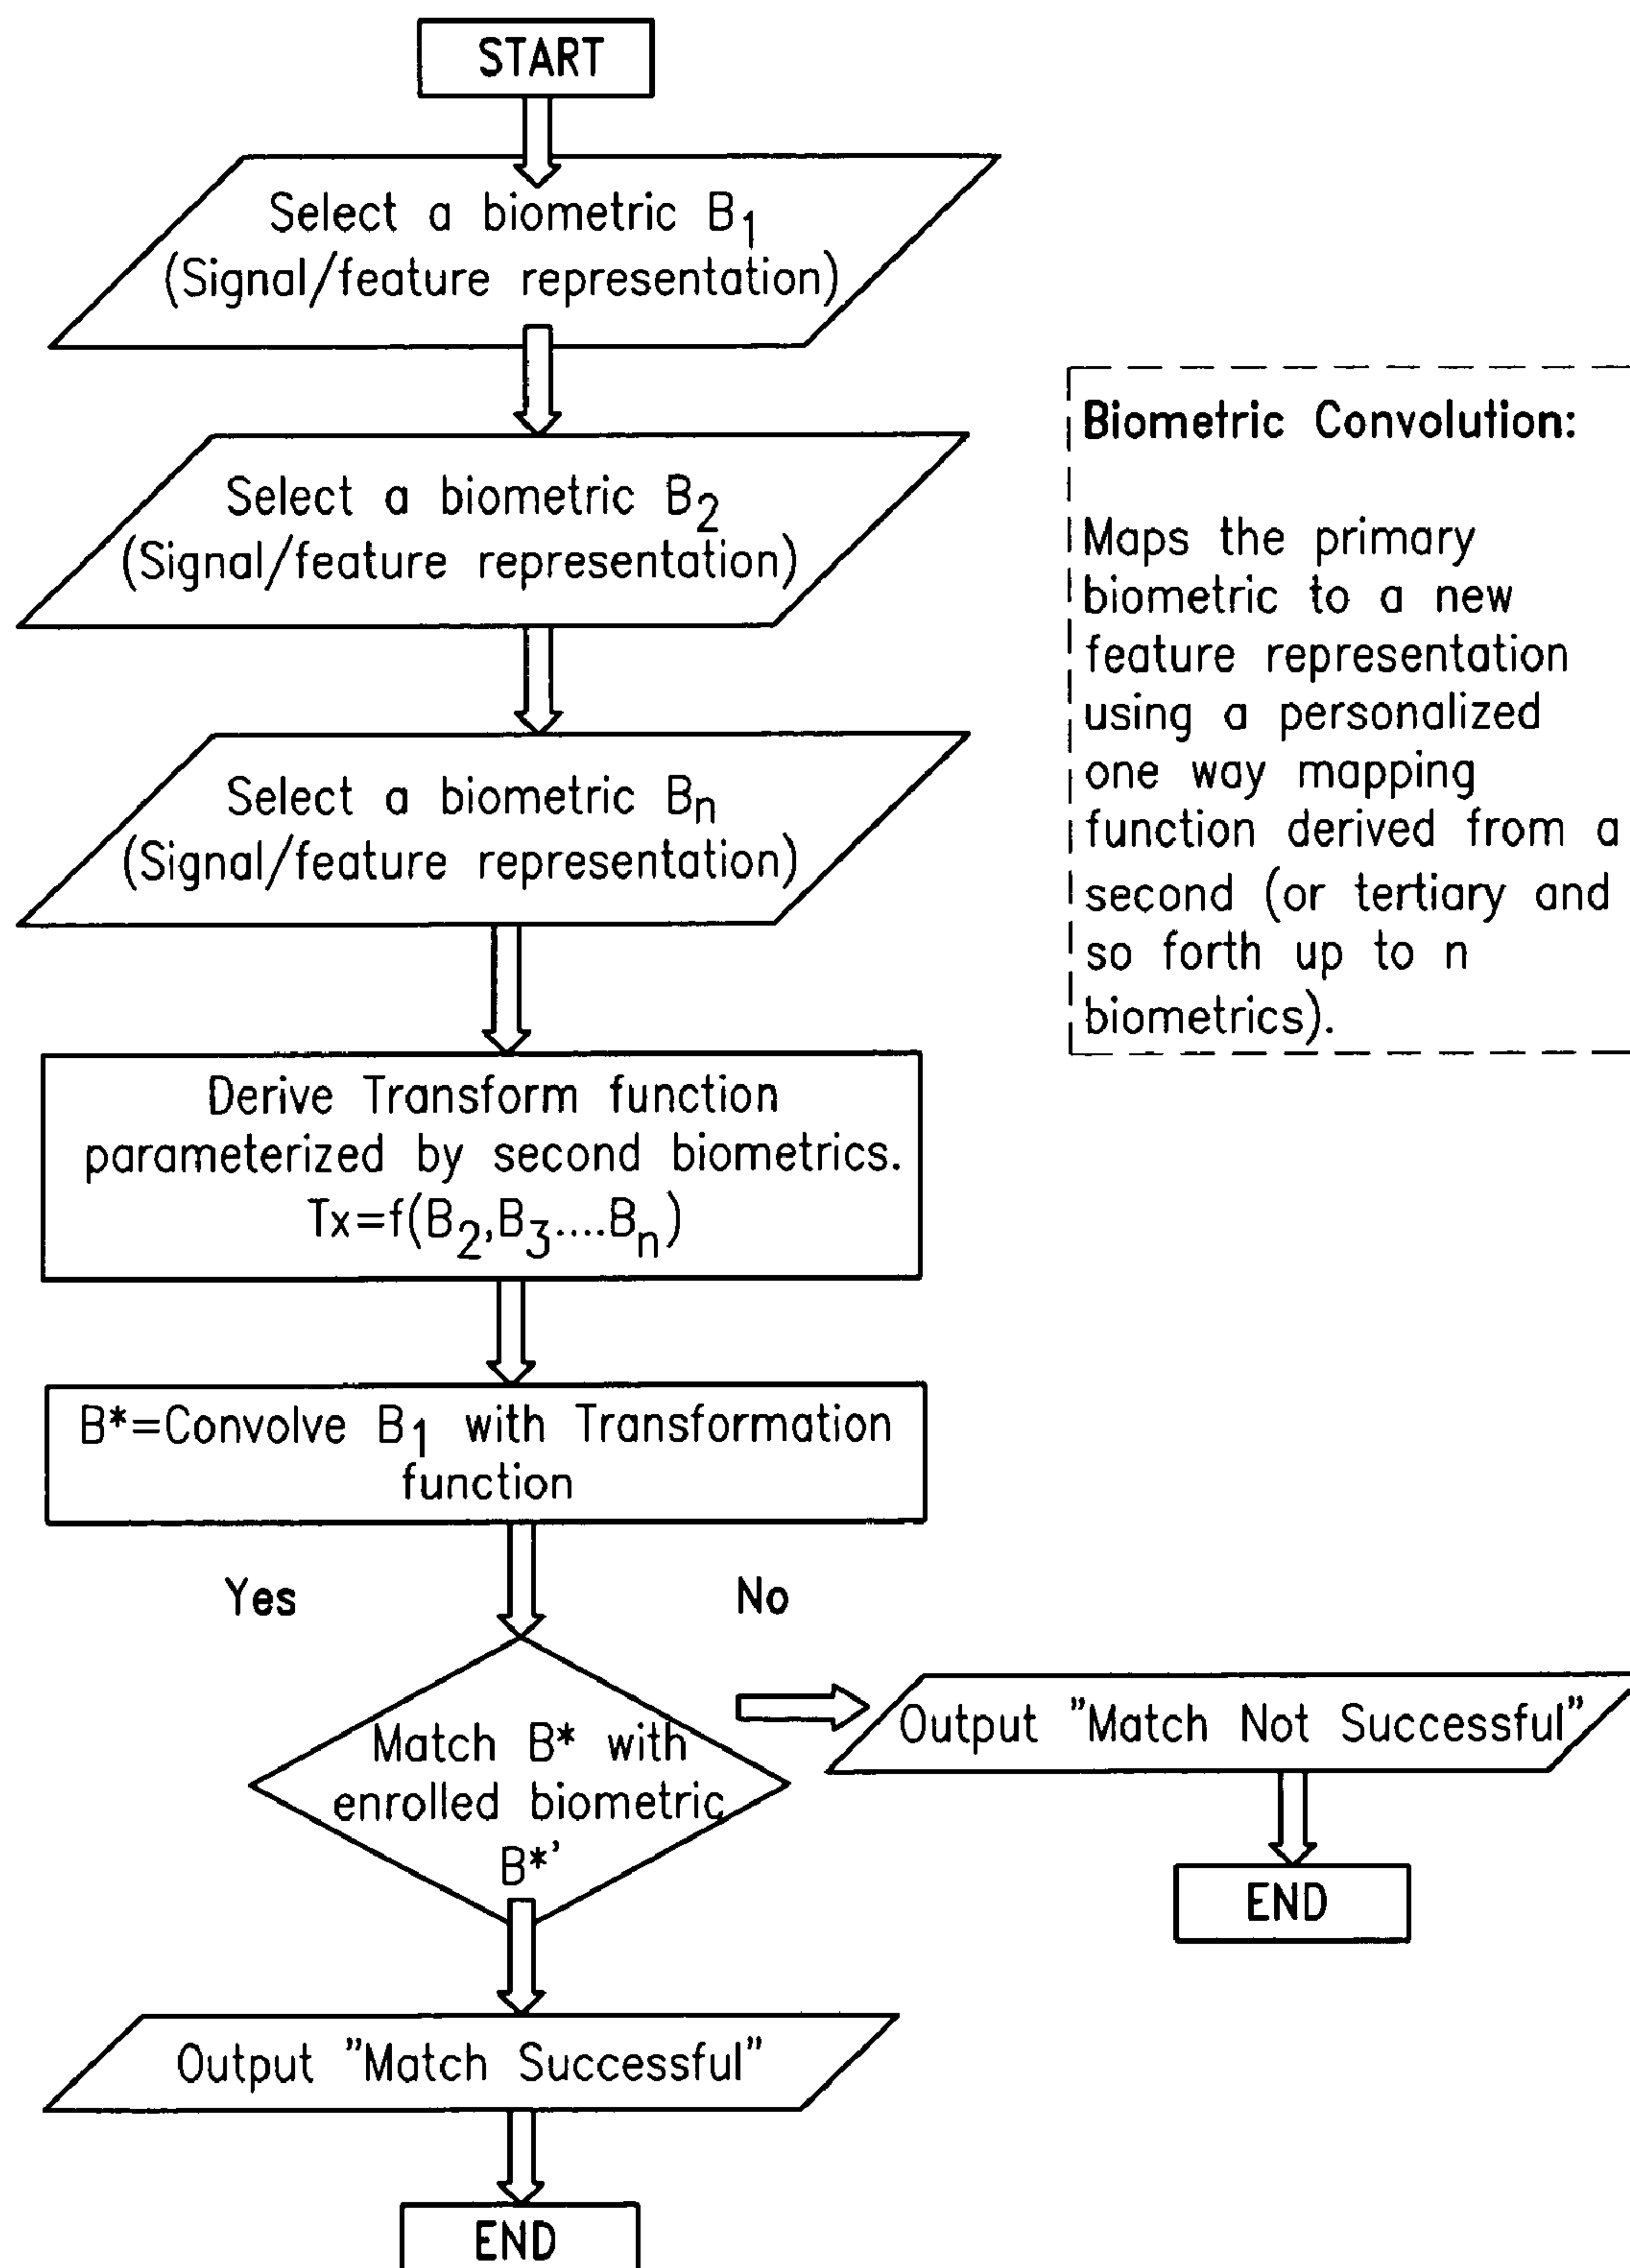 START
Select a biometric B1
(Signal/feature representation)
Select a biometric B2
(Signal/feature representation)
Select a biometric Bn
(Signal/feature representation)
Biometric Convolution:
Maps the primary
biometric to a new
feature representation
using a personalized
one way mapping
function derived from a
second (or tertiary and
so forth up to n
biometrics).
Derive Transform function
parameterized by second biometrics.
Tx=f(B2,B3....Bn)
B*=Convolve B1 with Transformation
function
Yes
No
Match B* with
enrolled biometric
B*'
Output "Match Not Successful"
END
Output "Match Successful"
END